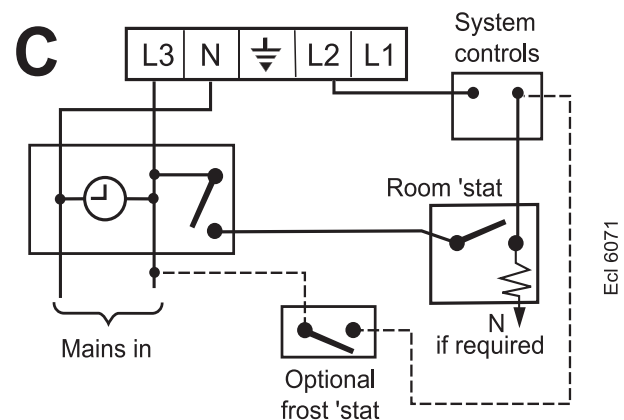 C
L3 N L2 L1
System
controls
Room 'stat
N
if required
Mains in
Optional
frost 'stat
Ecl 6071